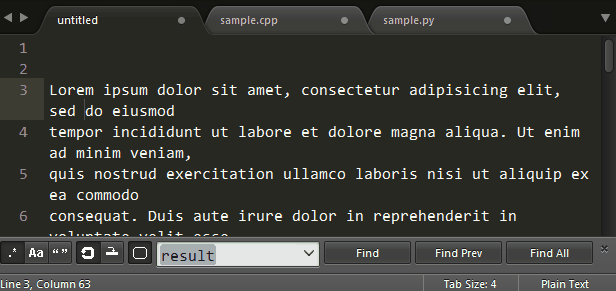 untitled
sample.cpp
sample.py
1
2
3 Lorem ipsum dolor sit amet, consectetur adipisicing elit,
sed do eiusmod
4 tempor incididunt ut labore et dolore magna aliqua. Ut enim
ad minim veniam,
5 quis nostrud exercitation ullamco laboris nisi ut aliquip ex
ea commodo
6 consequat. Duis aute irure dolor in reprehenderit in
voluptate velit esse
.* Aa “” result Find Find Prev Find All
Line 3, Column 63 Tab Size: 4 Plain Text